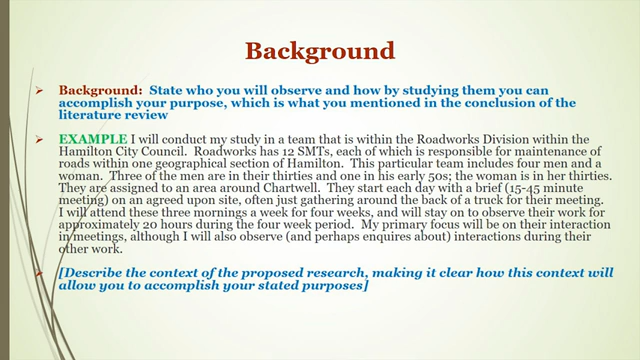 Background
Background: State who you will observe and how by studying them you can
accomplish your purpose, which is what you mentioned in the conclusion of the
literature review
EXAMPLE I will conduct my study in a team that is within the Roadworks Division within the
Hamilton City Council. Roadworks has 12 SMTs, each of which is responsible for maintenance of
roads within one geographical section of Hamilton. This particular team includes four men and a
woman. Three of the men are in their thirties and one in his early 50s; the woman is in her thirties.
They are assigned to an area around Chartwell. They start each day with a brief (15-45 minute
meeting) on an agreed upon site, often just gathering around the back of a truck for their meeting.
I will attend these three mornings a week for four weeks, and will stay on to observe their work for
approximately 20 hours during the four week period. My primary focus will be on their interaction
in meetings, although I will also observe (and perhaps enquires about) interactions during their
other work.
[Describe the context of the proposed research, making it clear how this context will
allow you to accomplish your stated purposes]